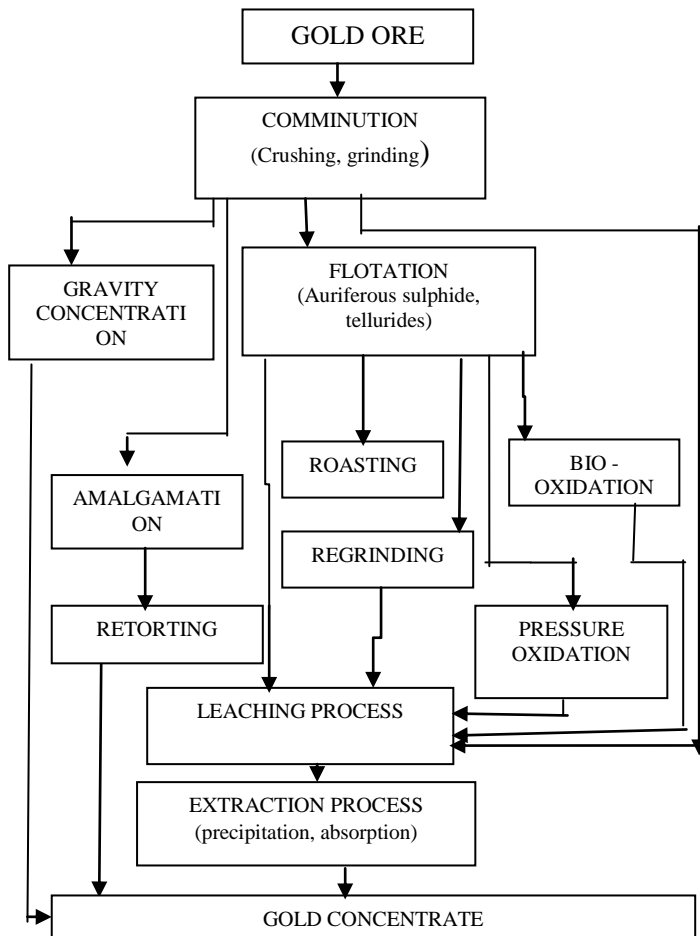 GOLD ORE
COMMINUTION
(Crushing, grinding)
GRAVITY
CONCENTRATI
ON
FLOTATION
(Auriferous sulphide,
tellurides)
ROASTING
BIO -
OXIDATION
AMALGAMATI
ON
REGRINDING
RETORTING
PRESSURE
OXIDATION
LEACHING PROCESS
EXTRACTION PROCESS
(precipitation, absorption)
GOLD CONCENTRATE